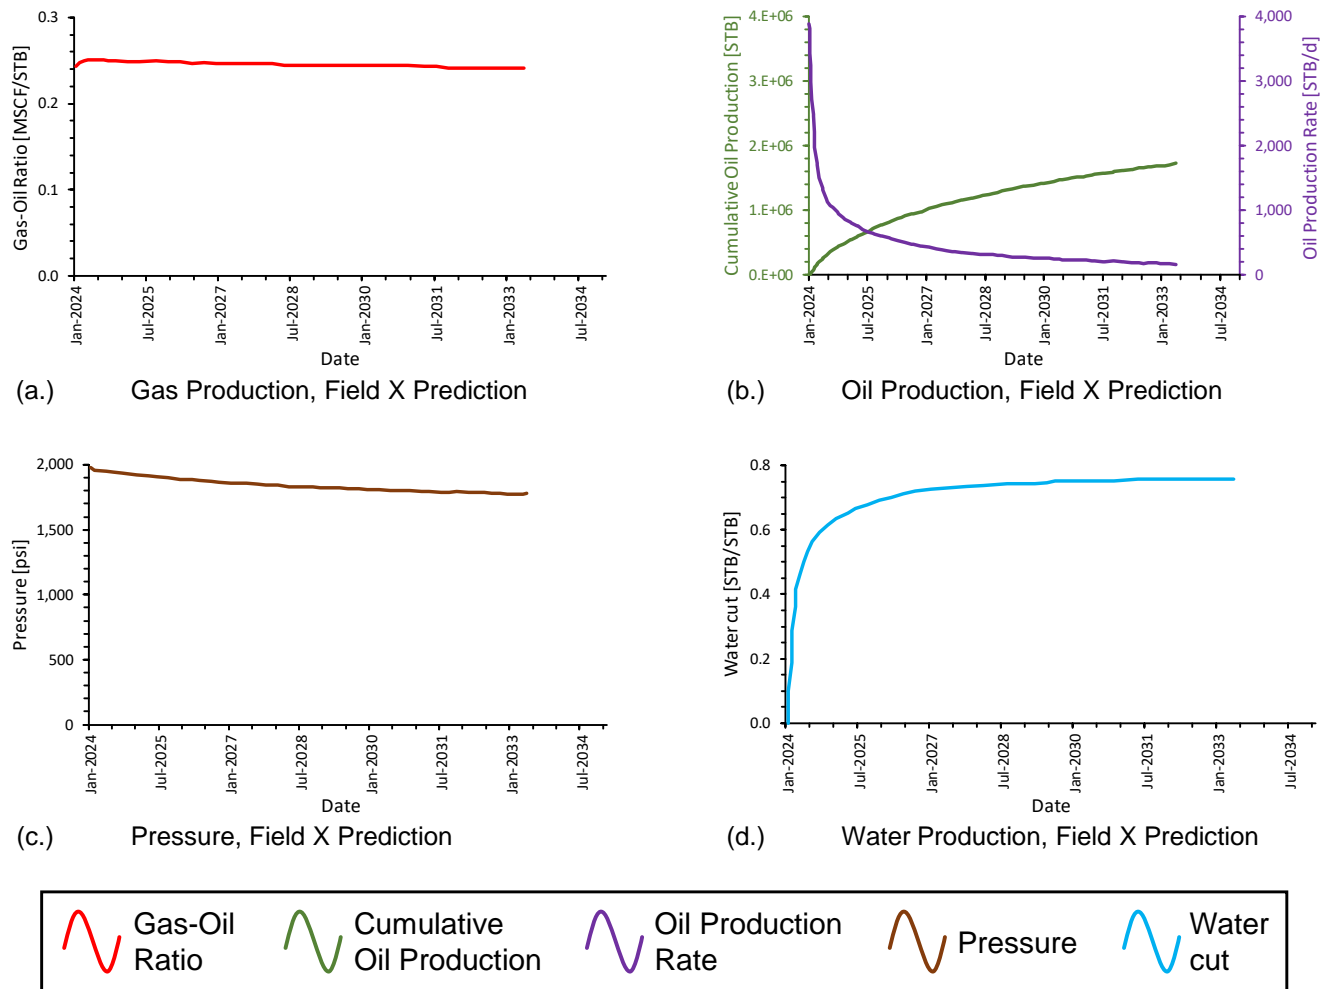 0.3
0.2
0.1
0.0
Gas-Oil Ratio [MSCF/STB]
Jan-2024
Jul-2025
Jan-2027
Jul-2028
Jan-2030
Jul-2031
Jan-2033
Jul-2034
Date
(a.) Gas Production, Field X Prediction
4.E+06
3.E+06
2.E+06
1.E+06
0.E+00
Cumulative Oil Production [STB]
4,000
3,000
2,000
1,000
0
Oil Production Rate [STB/d]
Jan-2024
Jul-2025
Jan-2027
Jul-2028
Jan-2030
Jul-2031
Jan-2033
Jul-2034
Date
(b.) Oil Production, Field X Prediction
2,000
1,500
1,000
500
0
Pressure [psi]
Jan-2024
Jul-2025
Jan-2027
Jul-2028
Jan-2030
Jul-2031
Jan-2033
Jul-2034
Date
(c.) Pressure, Field X Prediction
0.8
0.6
0.4
0.2
0.0
Water cut [STB/STB]
Jan-2024
Jul-2025
Jan-2027
Jul-2028
Jan-2030
Jul-2031
Jan-2033
Jul-2034
Date
(d.) Water Production, Field X Prediction
Gas-Oil
Ratio
Cumulative
Oil Production
Oil Production
Rate
Pressure
Water
cut